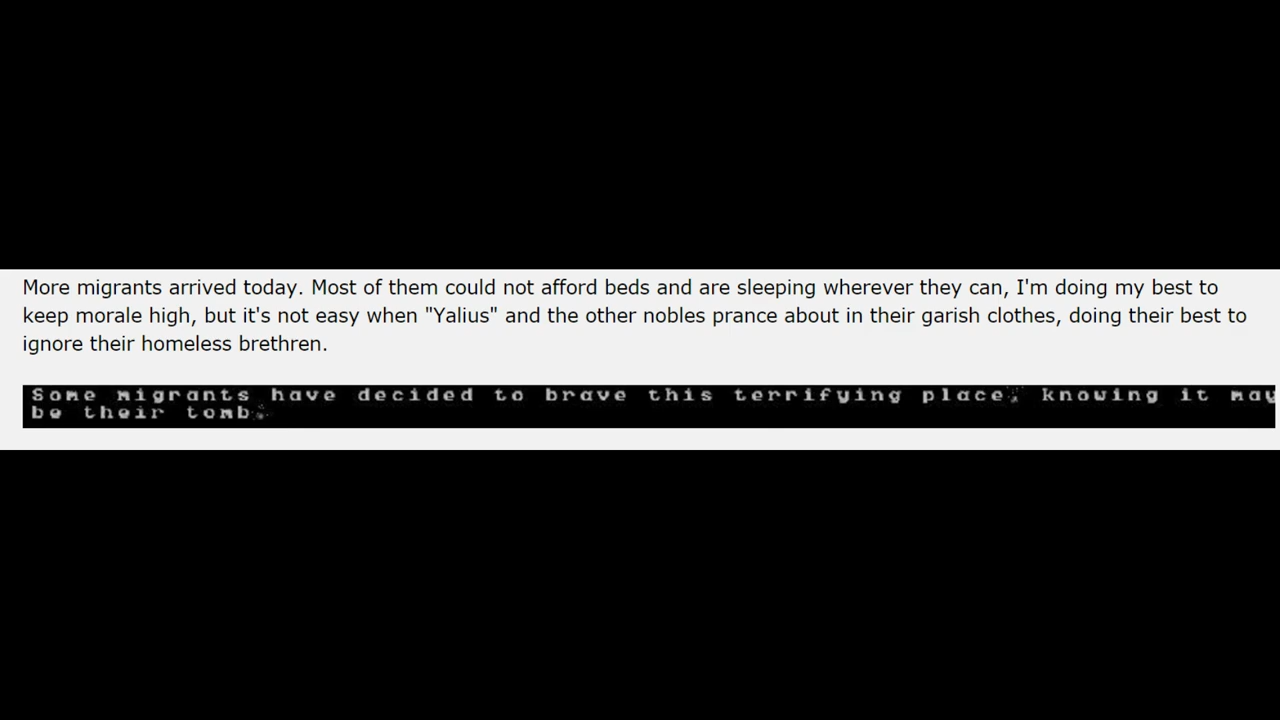 More migrants arrived today. Most of them could not afford beds and are sleeping wherever they can, I'm doing my best to
keep morale high, but it's not easy when "Yalius" and the other nobles prance about in their garish clothes, doing their best to
ignore their homeless brethren.
Some migrants have decided to brave this terrifying place, knowing it may
be their tomb.